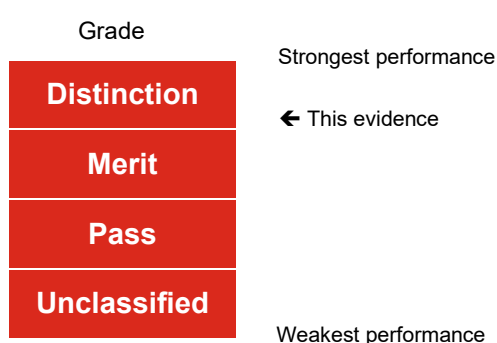 Grade
Strongest performance
Distinction
🡸 This evidence
Merit
Pass
Unclassified
Weakest performance